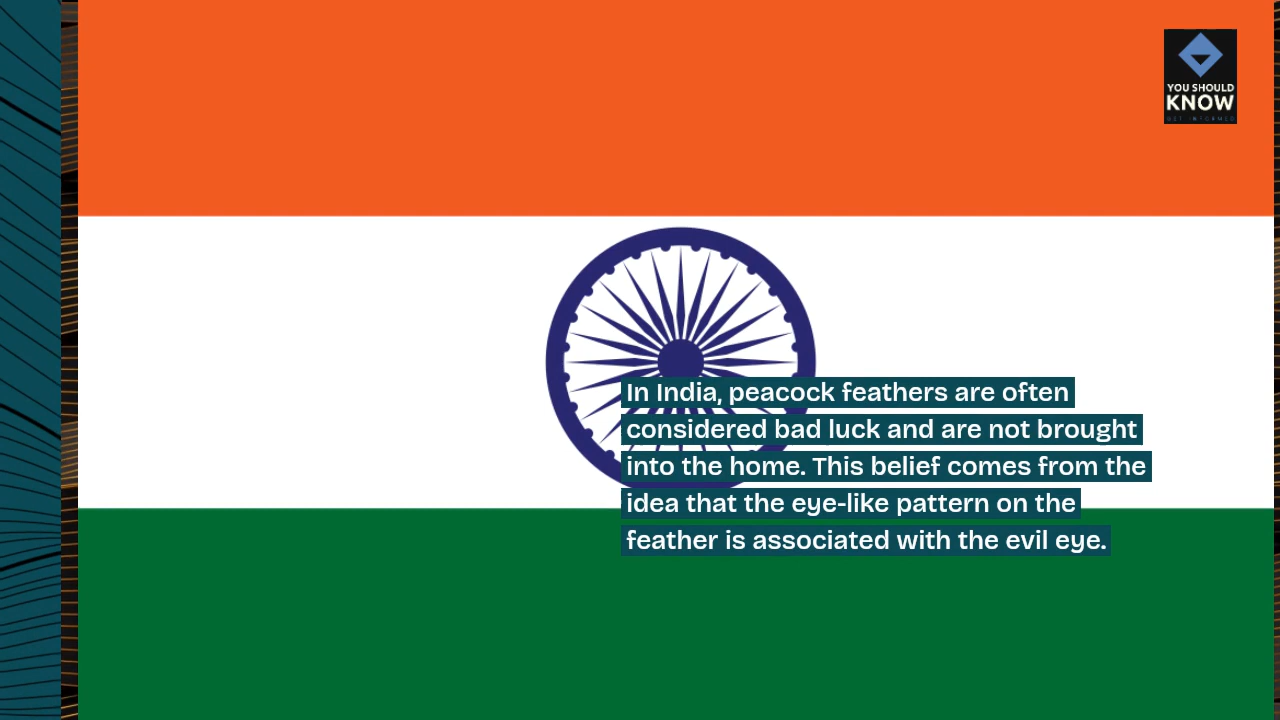 YOU SHOULD
KNOW
GET INFORMED
In India, peacock feathers are often
considered bad luck and are not brought
into the home. This belief comes from the
idea that the eye-like pattern on the
feather is associated with the evil eye.